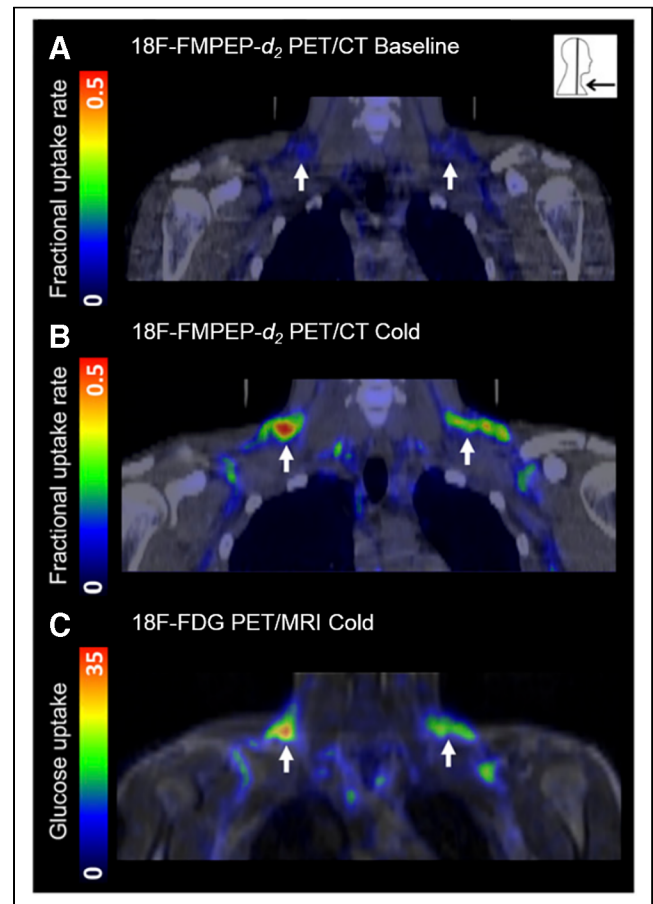 A
18F-FMPEP-d2 PET/CT Baseline
Fractional uptake rate
0.5
0
B
18F-FMPEP-d2 PET/CT Cold
Fractional uptake rate
0.5
0
C
18F-FDG PET/MRI Cold
Glucose uptake
35
0